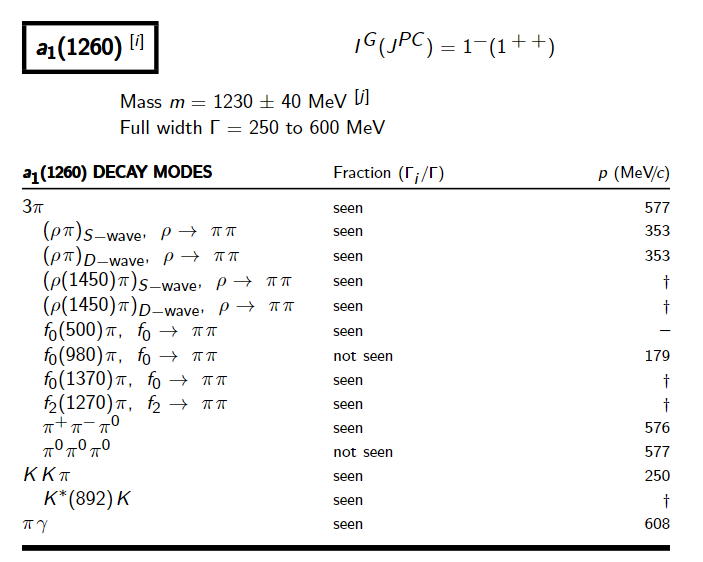 a₁(1260) [i] I^G(J^PC) = 1⁻(1⁺⁺)
Mass m = 1230 ± 40 MeV [j]
Full width Γ = 250 to 600 MeV
a₁(1260) DECAY MODES Fraction (Γᵢ/Γ) p (MeV/c)
3π seen 577
(ρπ)S−wave, ρ → ππ seen 353
(ρπ)D−wave, ρ → ππ seen 353
(ρ(1450)π)S−wave, ρ → ππ seen †
(ρ(1450)π)D−wave, ρ → ππ seen †
f₀(500)π, f₀ → ππ seen –
f₀(980)π, f₀ → ππ not seen 179
f₀(1370)π, f₀ → ππ seen †
f₂(1270)π, f₂ → ππ seen †
π⁺π⁻π⁰ seen 576
π⁰π⁰π⁰ not seen 577
KKπ seen 250
K*(892)K seen †
πγ seen 608